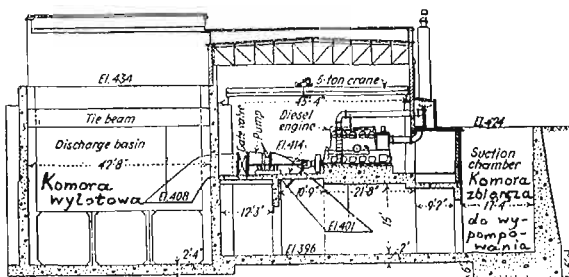 El.434
5-ton crane
45'-4"
Tie beam
Gate valve
Pump
Diesel
engine
El.424
Discharge basin
El.414
Suction
chamber
42'-8"
Komora
wylotowa
Komora
zbiorcza
17'-4"
do wy-
pompo-
wania
El.408
12'-3"
10'-9"
21'-8"
9'-2"
El.401
15'
El.396
2'-4"
2'
6"